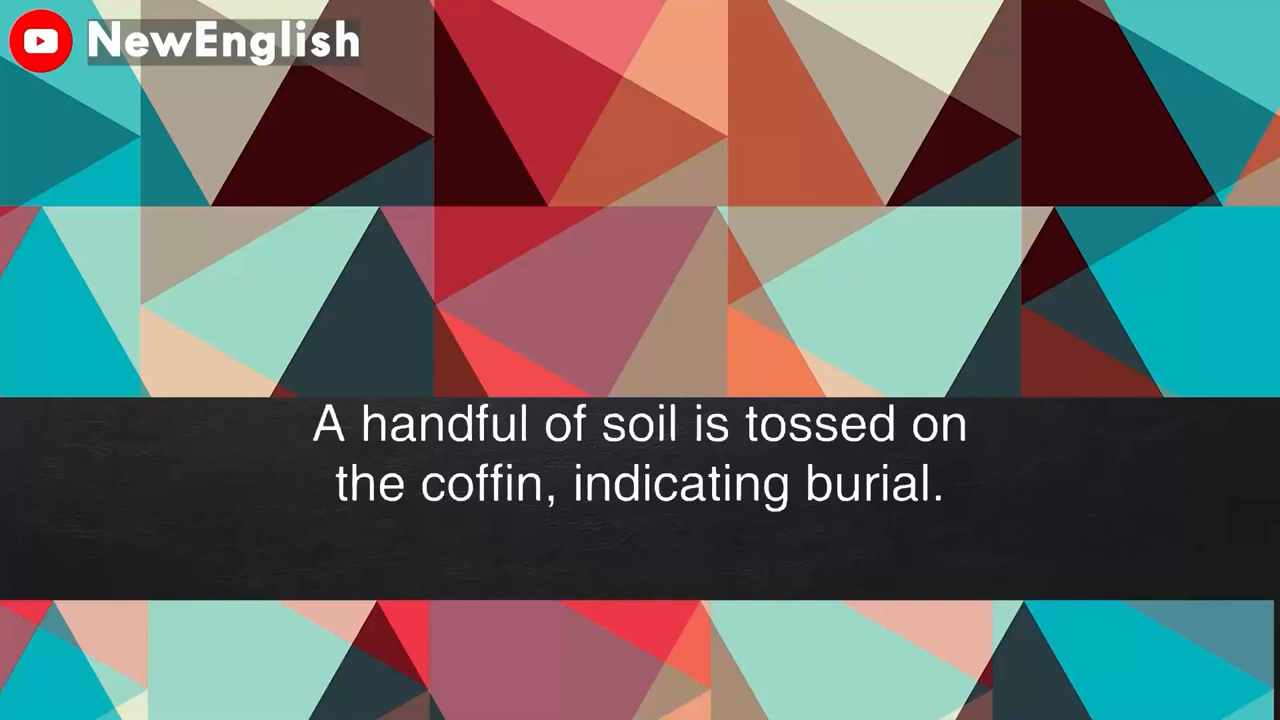 NewEnglish
A handful of soil is tossed on
the coffin, indicating burial.